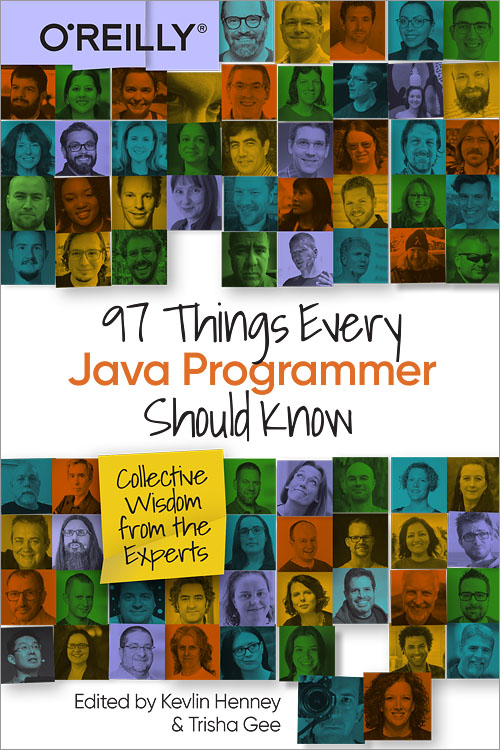 O'REILLY®
97 Things Every
Java Programmer
Should Know
Collective
Wisdom
from the
Experts
Edited by Kevlin Henney
& Trisha Gee